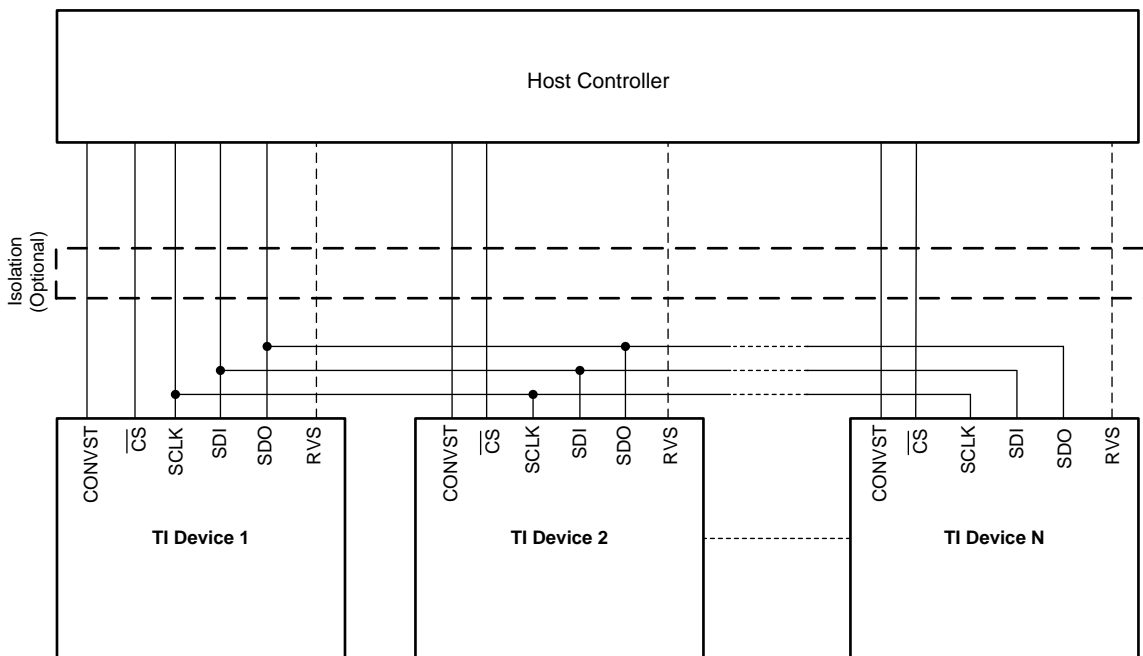 Host Controller
Isolation
(Optional)
CONVST
CS
SCLK
SDI
SDO
RVS
CONVST
CS
SCLK
SDI
SDO
RVS
CONVST
CS
SCLK
SDI
SDO
RVS
TI Device 1
TI Device 2
TI Device N